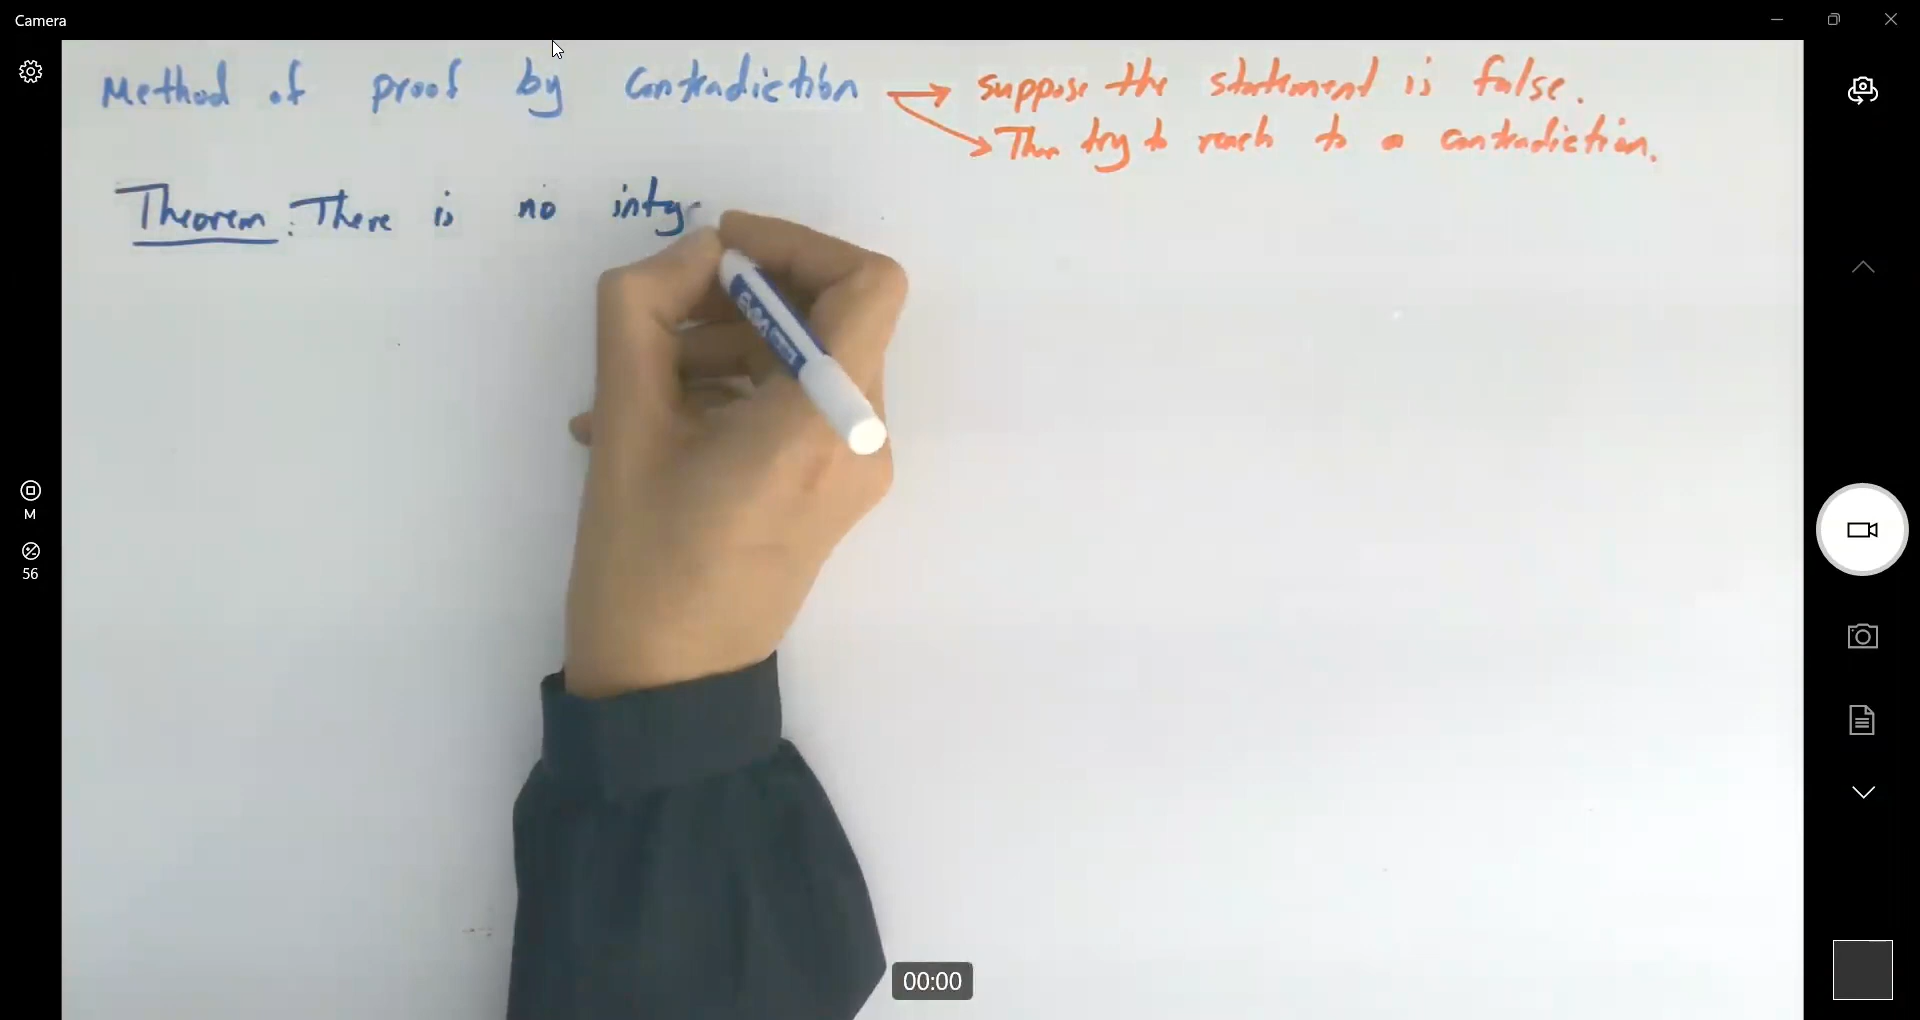 Camera
Method of proof by Contradiction → suppose the statement is false.
Then try to reach to a contradiction.
Theorem: There is no integ
M
56
00:00